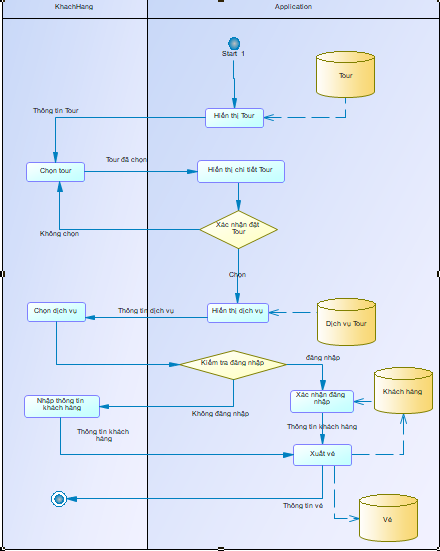 KhachHang
Application
Start_1
Tour
Thông tin Tour
Hiển thị Tour
Tour đã chọn
Chọn tour
Hiển thị chi tiết Tour
Không chọn
Xác nhận đặt
Tour
Chọn
Chọn dịch vụ
Thông tin dịch vụ
Hiển thị dịch vụ
Dịch vụ Tour
đăng nhập
Kiểm tra đăng nhập
Khách hàng
Nhập thông tin
khách hàng
Không đăng nhập
Xác nhận đăng
nhập
Thông tin khách
hàng
Thông tin khách hàng
Xuất vé
Thông tin vé
Vé